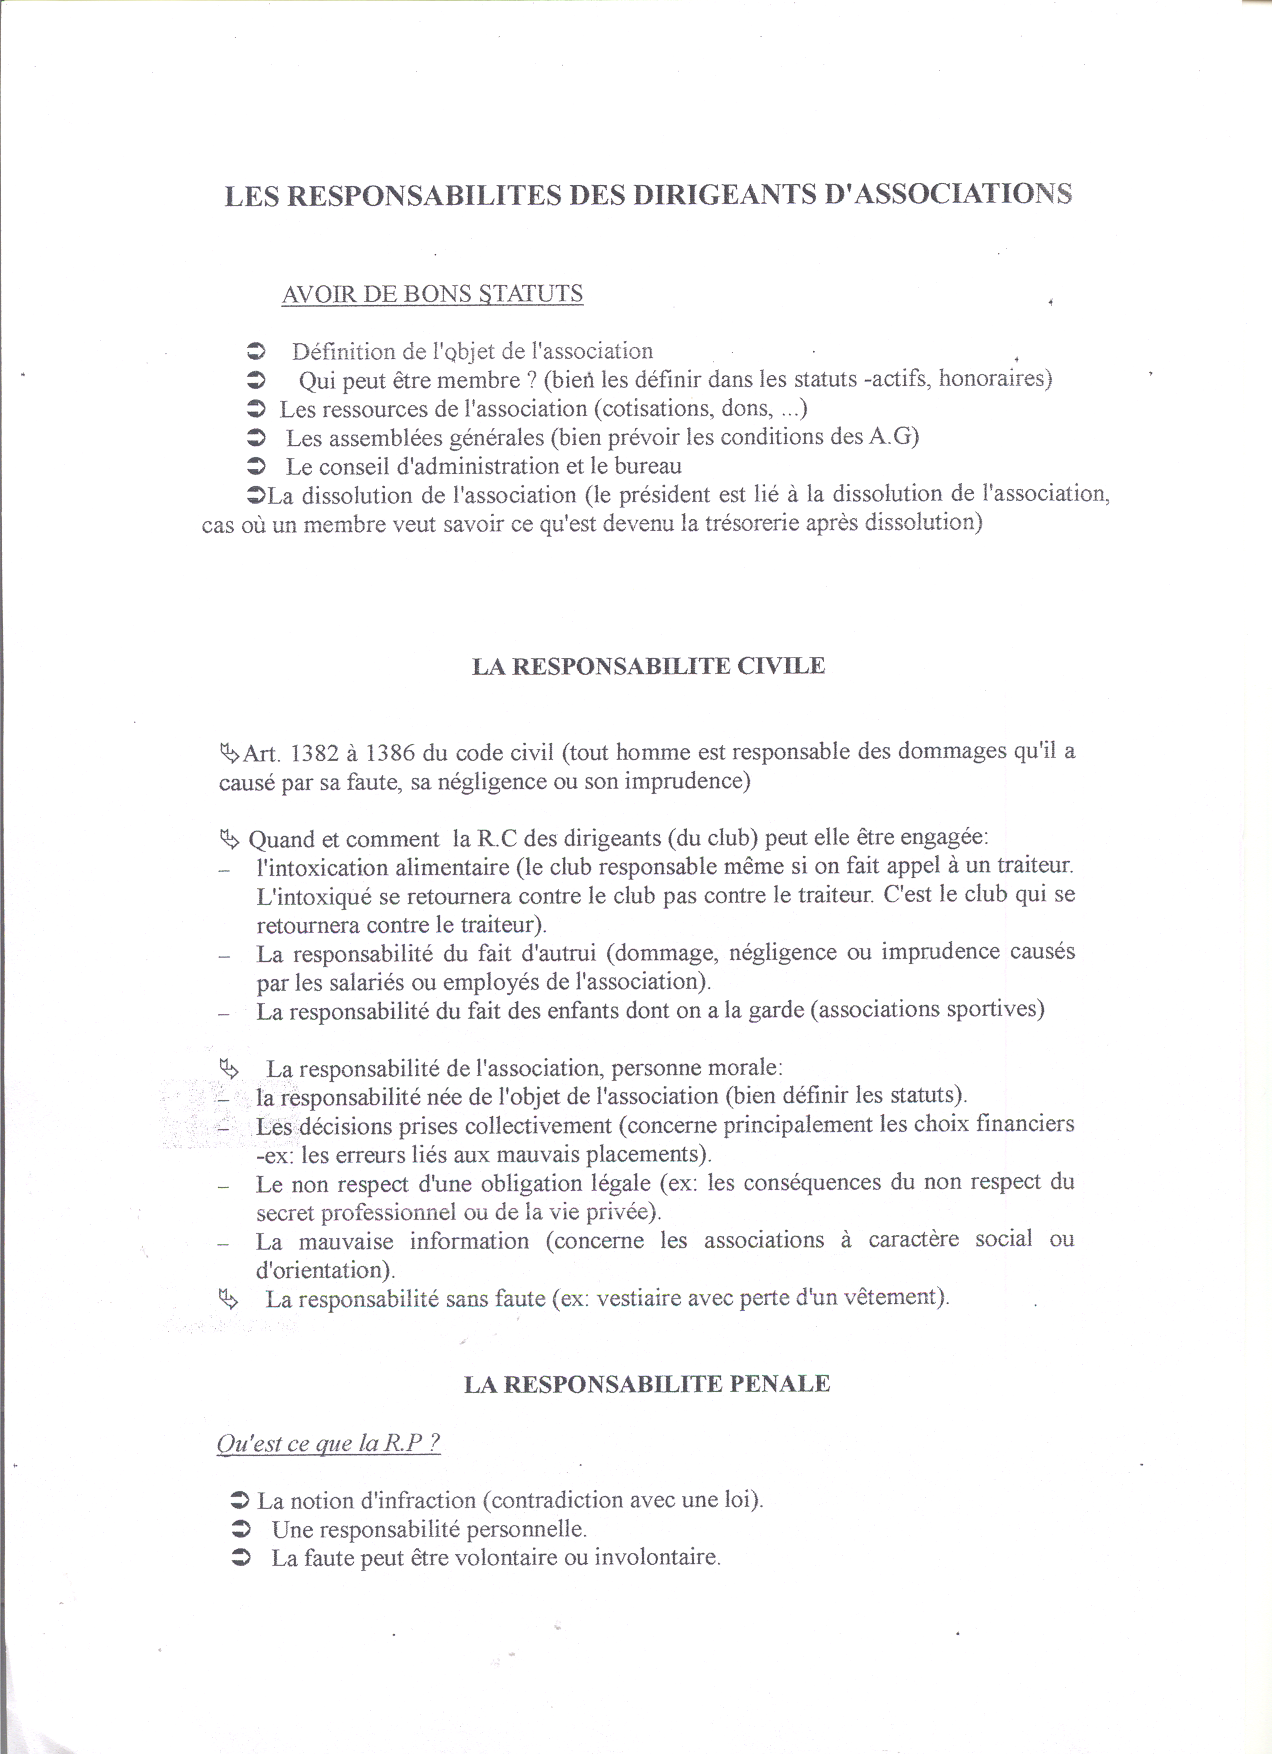 LES RESPONSABILITES DES DIRIGEANTS D'ASSOCIATIONS
AVOIR DE BONS STATUTS
➲ Définition de l'objet de l'association
➲ Qui peut être membre ? (bien les définir dans les statuts -actifs, honoraires)
➲ Les ressources de l'association (cotisations, dons, ...)
➲ Les assemblées générales (bien prévoir les conditions des A.G)
➲ Le conseil d'administration et le bureau
➲La dissolution de l'association (le président est lié à la dissolution de l'association,
cas où un membre veut savoir ce qu'est devenu la trésorerie après dissolution)
LA RESPONSABILITE CIVILE
↳Art. 1382 à 1386 du code civil (tout homme est responsable des dommages qu'il a
causé par sa faute, sa négligence ou son imprudence)
↳ Quand et comment la R.C des dirigeants (du club) peut elle être engagée:
– l'intoxication alimentaire (le club responsable même si on fait appel à un traiteur.
L'intoxiqué se retournera contre le club pas contre le traiteur. C'est le club qui se
retournera contre le traiteur).
– La responsabilité du fait d'autrui (dommage, négligence ou imprudence causés
par les salariés ou employés de l'association).
– La responsabilité du fait des enfants dont on a la garde (associations sportives)
↳ La responsabilité de l'association, personne morale:
– la responsabilité née de l'objet de l'association (bien définir les statuts).
– Les décisions prises collectivement (concerne principalement les choix financiers
-ex: les erreurs liés aux mauvais placements).
– Le non respect d'une obligation légale (ex: les conséquences du non respect du
secret professionnel ou de la vie privée).
– La mauvaise information (concerne les associations à caractère social ou
d'orientation).
↳ La responsabilité sans faute (ex: vestiaire avec perte d'un vêtement).
LA RESPONSABILITE PENALE
Qu'est ce que la R.P ?
➲ La notion d'infraction (contradiction avec une loi).
➲ Une responsabilité personnelle.
➲ La faute peut être volontaire ou involontaire.